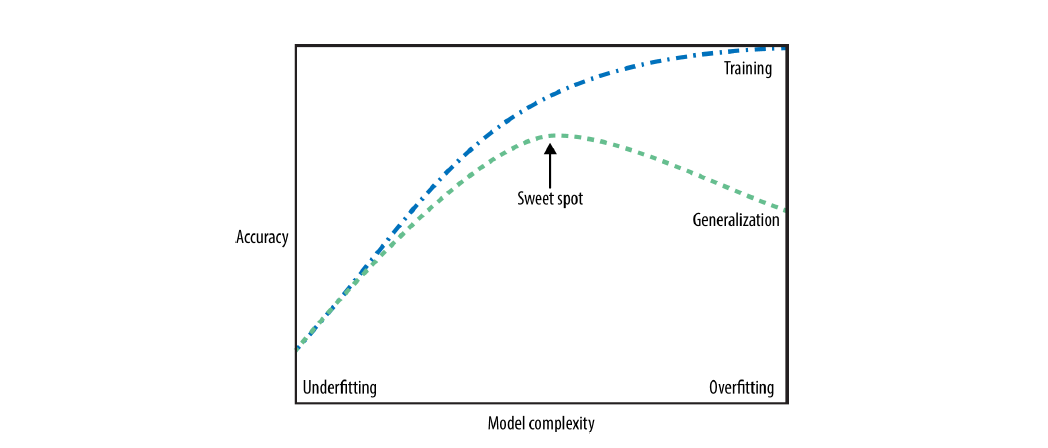 Training
Sweet spot
Generalization
Accuracy
Underfitting
Overfitting
Model complexity